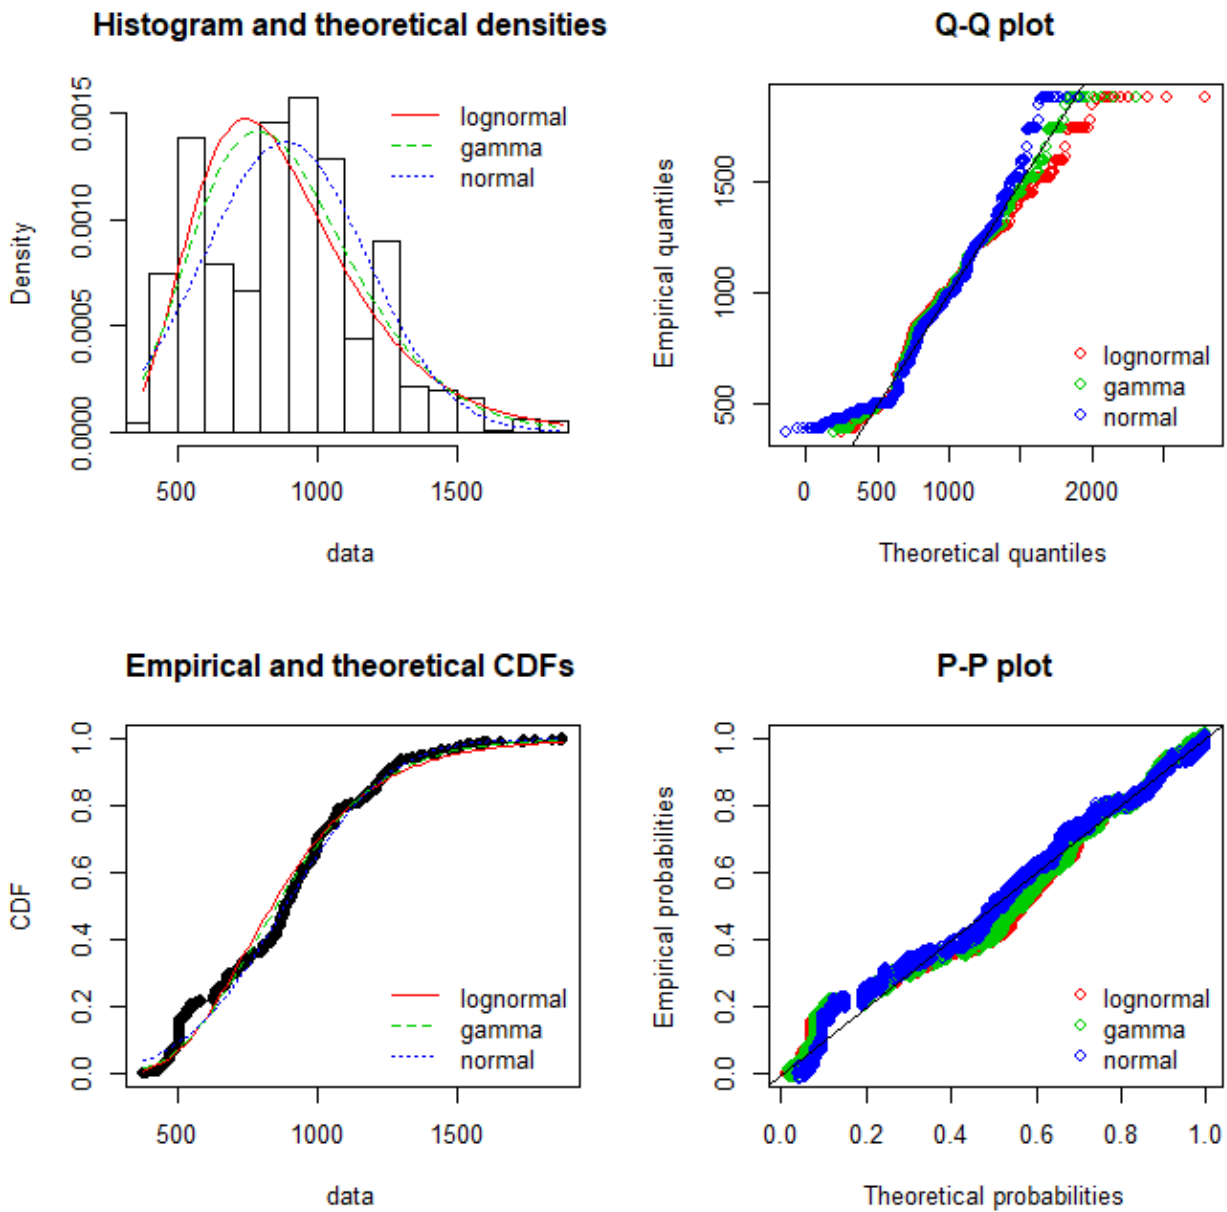 Histogram and theoretical densities
Density
0.0000 0.0005 0.0010 0.0015
lognormal
gamma
normal
500 1000 1500
data
Q-Q plot
Empirical quantiles
500 1000 1500
lognormal
gamma
normal
0 500 1000 2000
Theoretical quantiles
Empirical and theoretical CDFs
CDF
0.0 0.2 0.4 0.6 0.8 1.0
lognormal
gamma
normal
500 1000 1500
data
P-P plot
Empirical probabilities
0.0 0.2 0.4 0.6 0.8 1.0
lognormal
gamma
normal
0.0 0.2 0.4 0.6 0.8 1.0
Theoretical probabilities